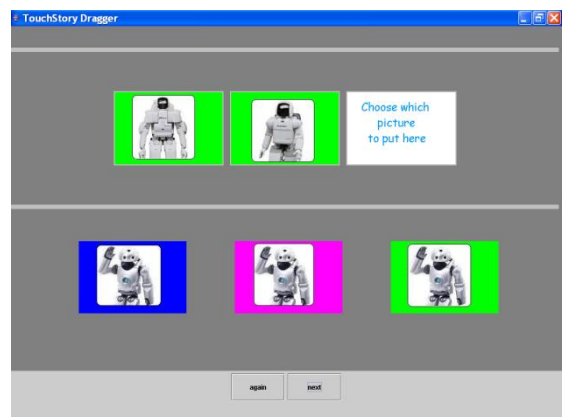 TouchStory Dragger
Choose which
picture
to put here
again
next